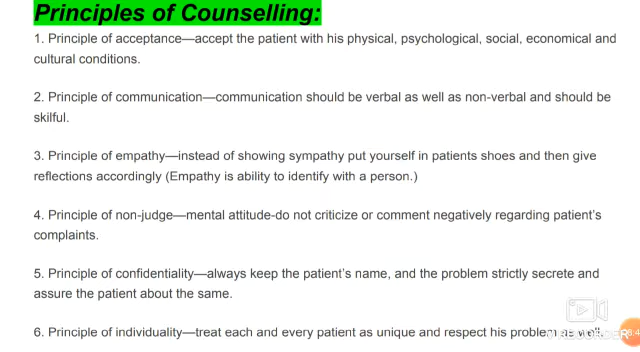 Principles of Counselling:
1. Principle of acceptance—accept the patient with his physical, psychological, social, economical and
cultural conditions.
2. Principle of communication—communication should be verbal as well as non-verbal and should be
skilful.
3. Principle of empathy—instead of showing sympathy put yourself in patients shoes and then give
reflections accordingly (Empathy is ability to identify with a person.)
4. Principle of non-judge—mental attitude-do not criticize or comment negatively regarding patient's
complaints.
5. Principle of confidentiality—always keep the patient's name, and the problem strictly secrete and
assure the patient about the same.
6. Principle of individuality—treat each and every patient as unique and respect his problem as well.
RECORDER